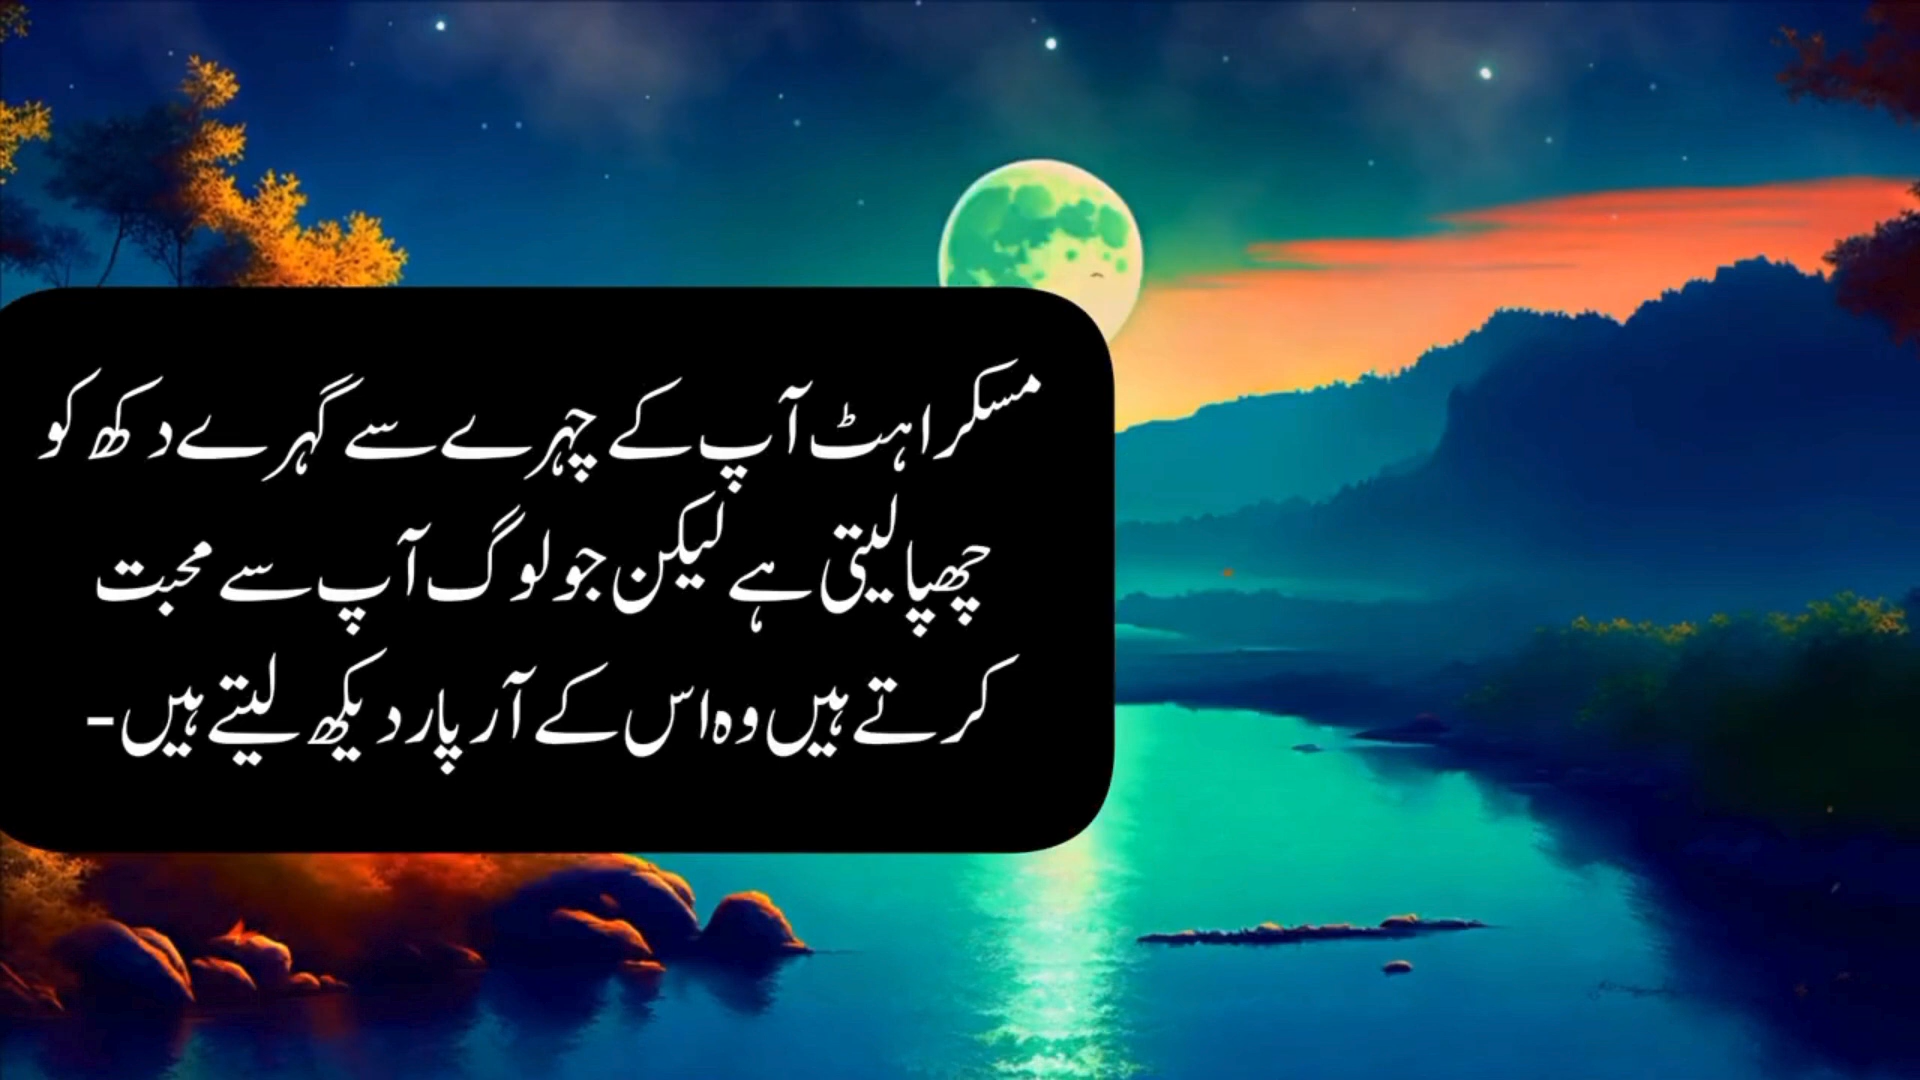 مسکراہٹ آپ کے چہرے سے گہرے دکھ کو
چھپا لیتی ہے لیکن جو لوگ آپ سے محبت
کرتے ہیں وہ اس کے آر پار دیکھ لیتے ہیں-